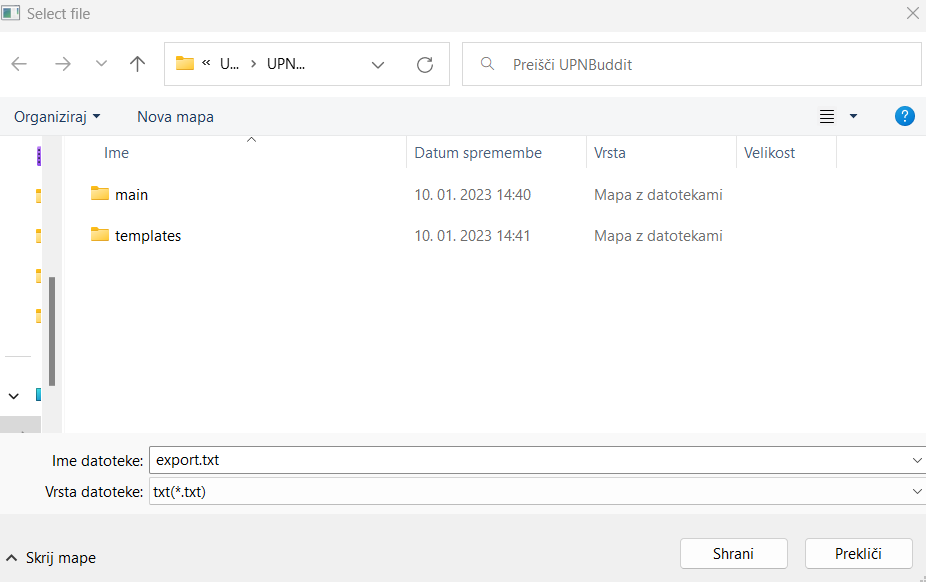 Select file
« U... > UPN...
Preišči UPNBuddit
Organiziraj
Nova mapa
?
Ime
Datum spremembe
Vrsta
Velikost
main
10. 01. 2023 14:40
Mapa z datotekami
templates
10. 01. 2023 14:41
Mapa z datotekami
Ime datoteke: export.txt
Vrsta datoteke: txt(*.txt)
Skrij mape
Shrani
Prekliči